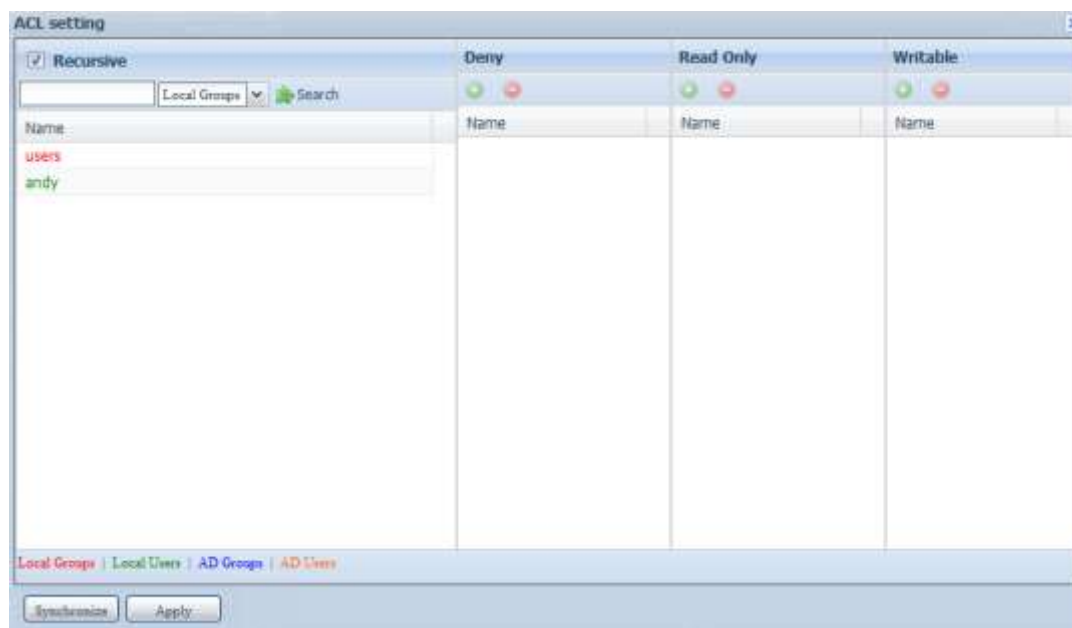 ACL setting
Recursive Deny Read Only Writable
Local Groups Search
Name Name Name Name
users
andy
Local Groups | Local Users | AD Groups | AD Users
Synchronize Apply